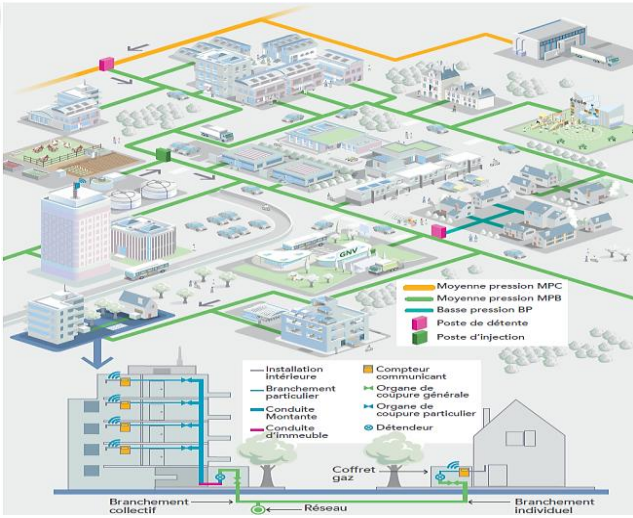 GNV
Moyenne pression MPC
Moyenne pression MPB
Basse pression BP
Poste de détente
Poste d'injection
Installation
intérieure
Branchement
particulier
Conduite
Montante
Conduite
d'immeuble
Compteur
communicant
Organe de
coupure générale
Organe de
coupure particulier
Détendeur
Coffret
gaz
Branchement
collectif
Réseau
Branchement
individuel